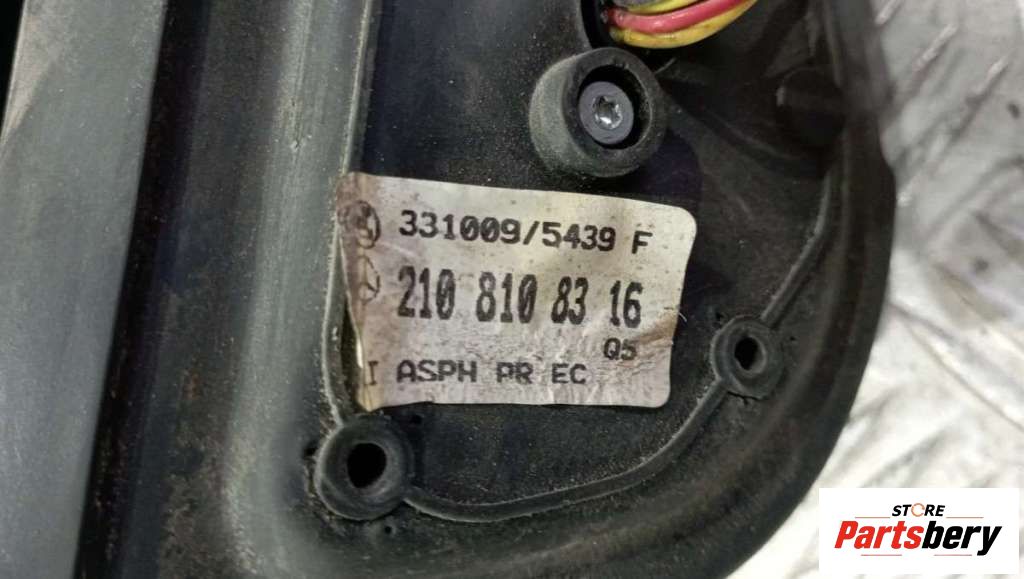 331009/5439 F
210 810 83 16
Q5
I ASPH PR EC
STORE
Partsbery